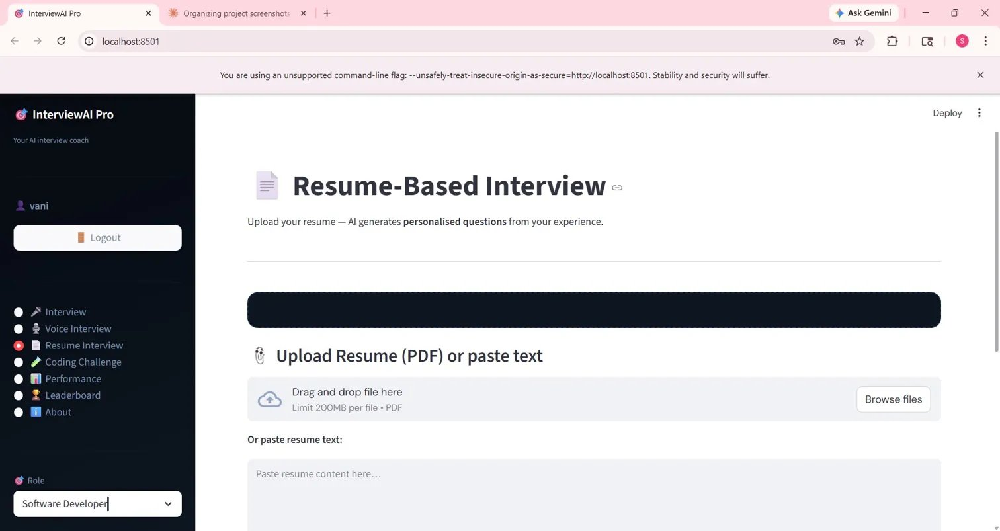 InterviewAI Pro
Organizing project screenshots
Ask Gemini
localhost:8501
S
You are using an unsupported command-line flag: --unsafely-treat-insecure-origin-as-secure=http://localhost:8501. Stability and security will suffer.
InterviewAI Pro
Your AI interview coach
vani
Logout
Interview
Voice Interview
Resume Interview
Coding Challenge
Performance
Leaderboard
About
Role
Software Developer
Deploy
Resume-Based Interview
Upload your resume — AI generates personalised questions from your experience.
Upload Resume (PDF) or paste text
Drag and drop file here
Limit 200MB per file • PDF
Browse files
Or paste resume text:
Paste resume content here…